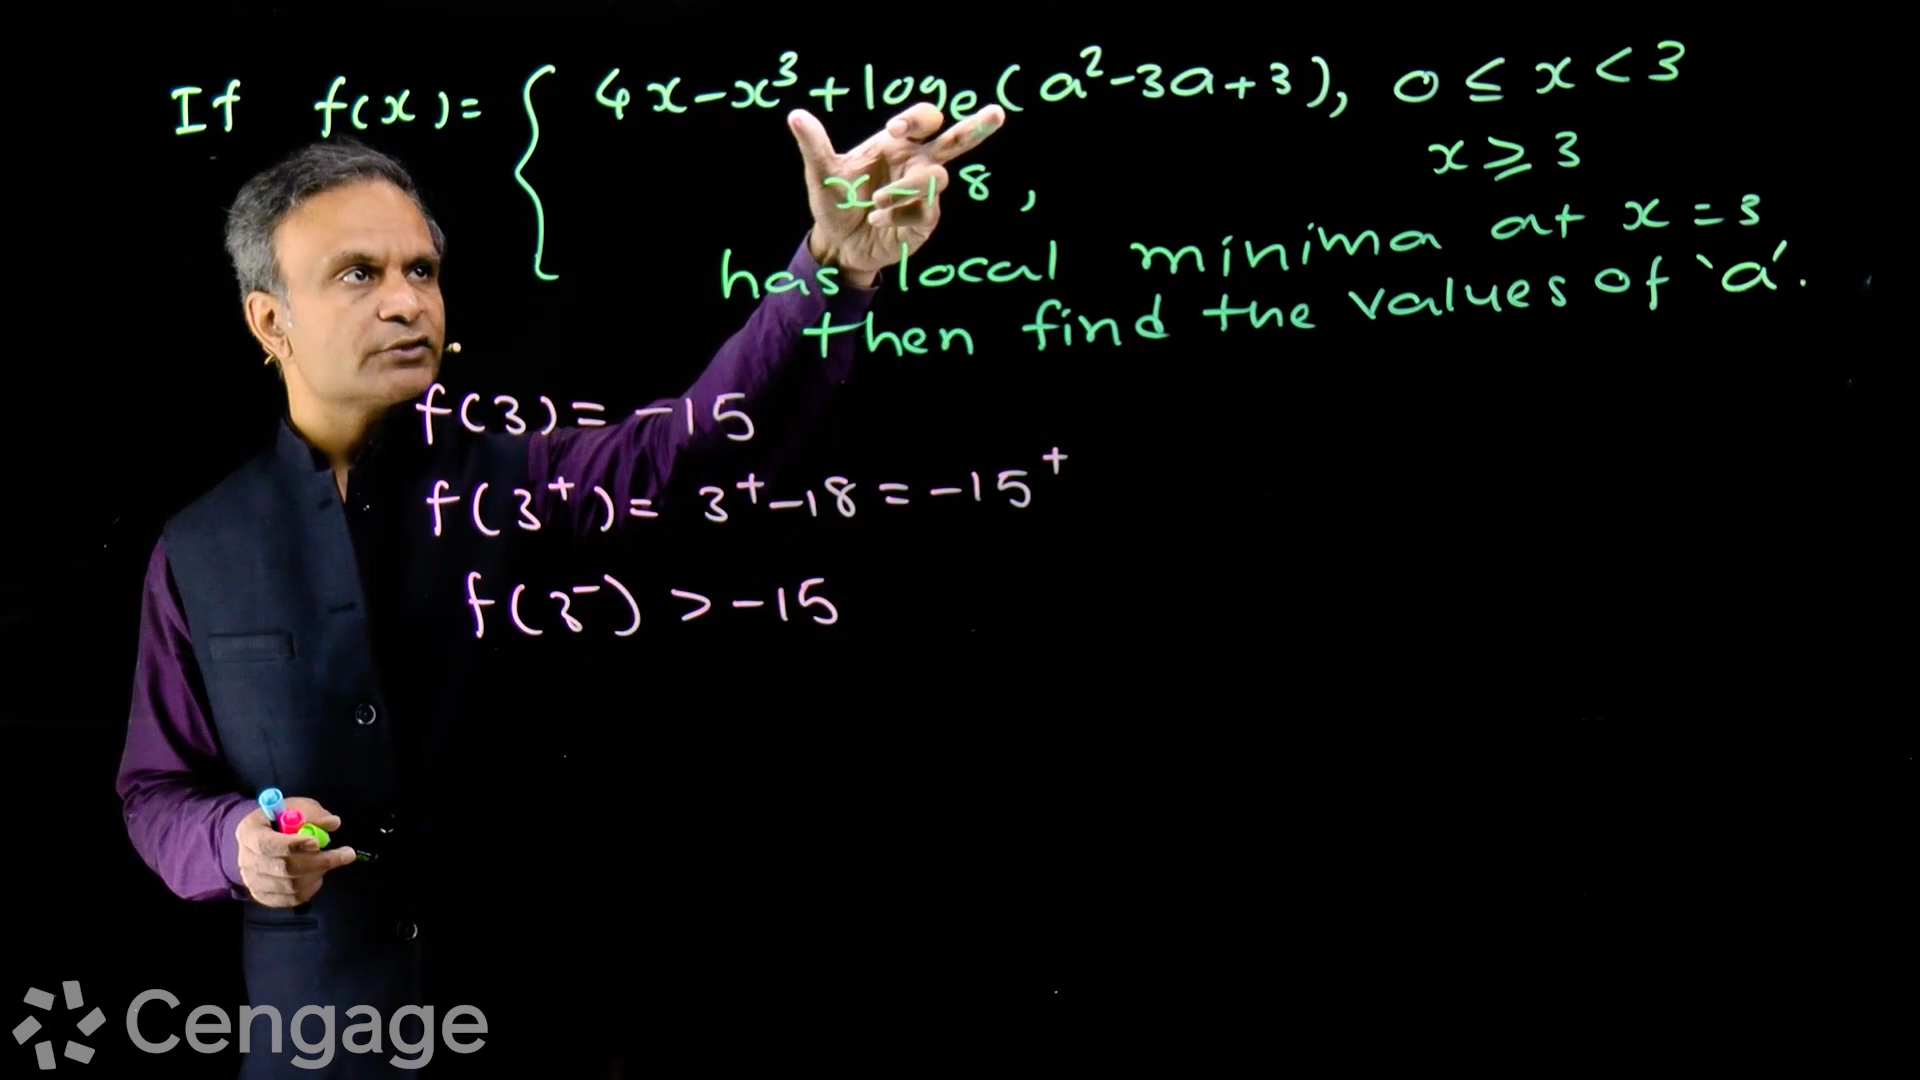 If f(x) = { 4x-x³+logₑ(a²-3a+3), 0 ≤ x < 3
x-18, x ≥ 3
has local minima at x = 3
then find the values of 'a'.
f(3) = -15
f(3⁺) = 3⁺-18 = -15⁺
f(3⁻) > -15
Cengage